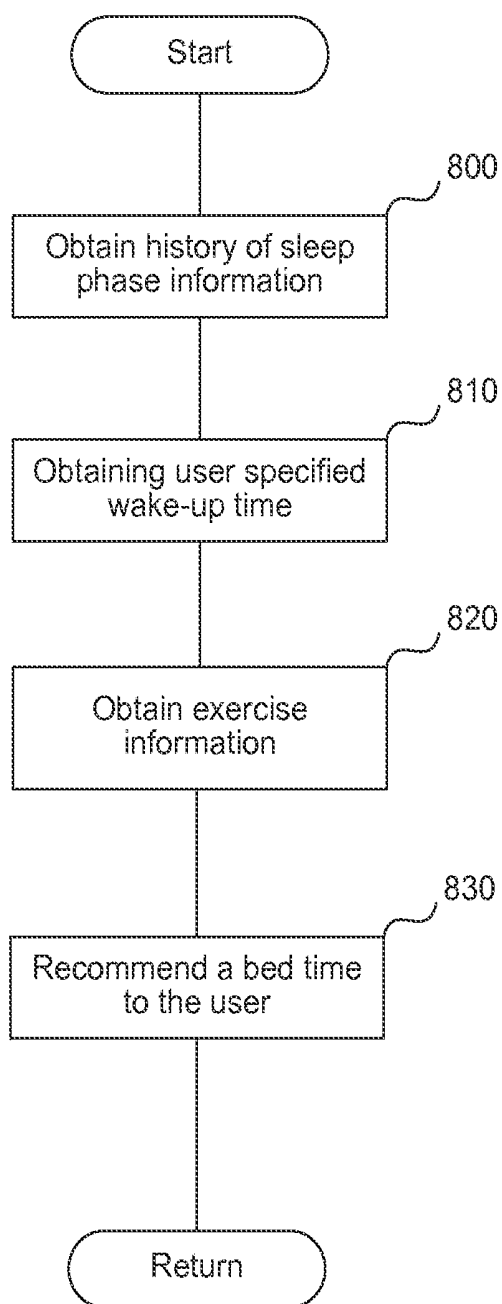 Start
800
Obtain history of sleep
phase information
810
Obtaining user specified
wake-up time
820
Obtain exercise
information
830
Recommend a bed time
to the user
Return